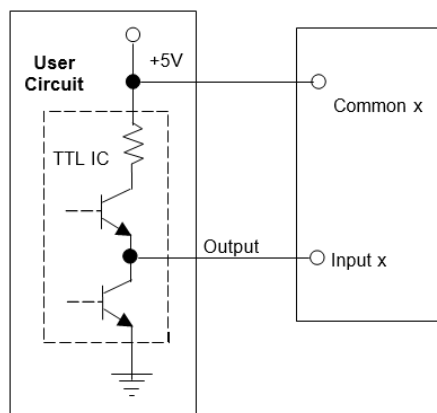 User
Circuit
+5V
Common x
TTL IC
Output
Input x